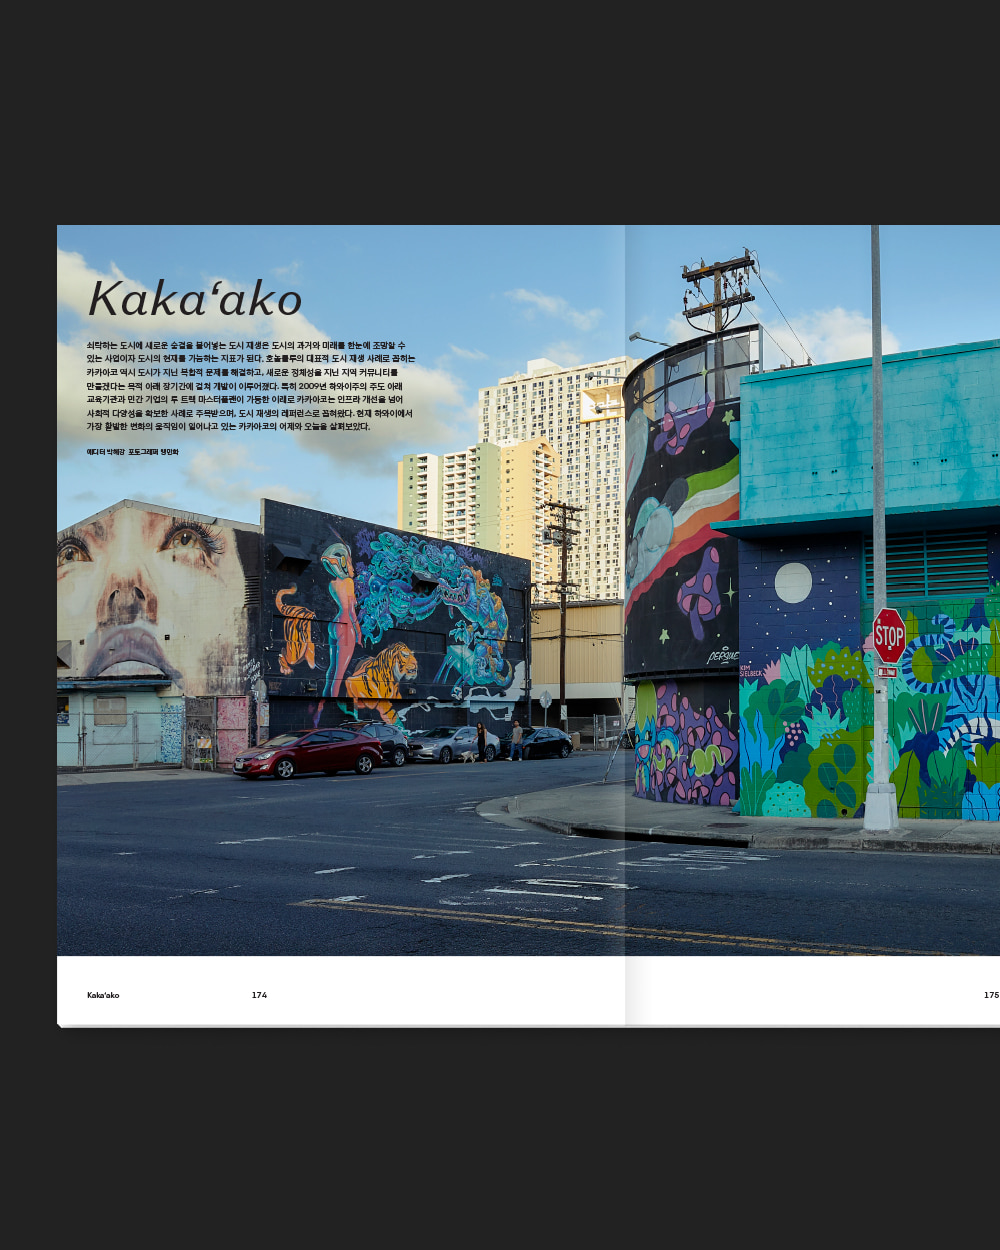 Kakaʻako
쇠락하는 도시에 새로운 숨결을 불어넣는 도시 재생은 도시의 과거와 미래를 한눈에 조망할 수
있는 사업이자 도시의 현재를 가늠하는 지표가 된다. 호놀룰루의 대표적 도시 재생 사례로 꼽히는
카카아코 역시 도시가 지닌 복합적 문제를 해결하고, 새로운 정체성을 지닌 지역 커뮤니티를
만들겠다는 목적 아래 장기간에 걸쳐 개발이 이루어졌다. 특히 2009년 하와이주의 주도 아래
교육기관과 민간 기업의 투 트랙 마스터플랜이 가동한 이래로 카카아코는 인프라 개선을 넘어
사회적 다양성을 확보한 사례로 주목받으며, 도시 재생의 레퍼런스로 꼽혀왔다. 현재 하와이에서
가장 활발한 변화의 움직임이 일어나고 있는 카카아코의 어제와 오늘을 살펴보았다.
에디터 박혜강 포토그래퍼 맹민화
PERSUE
KIM
SIELBECK
STOP
Kakaʻako
174
175